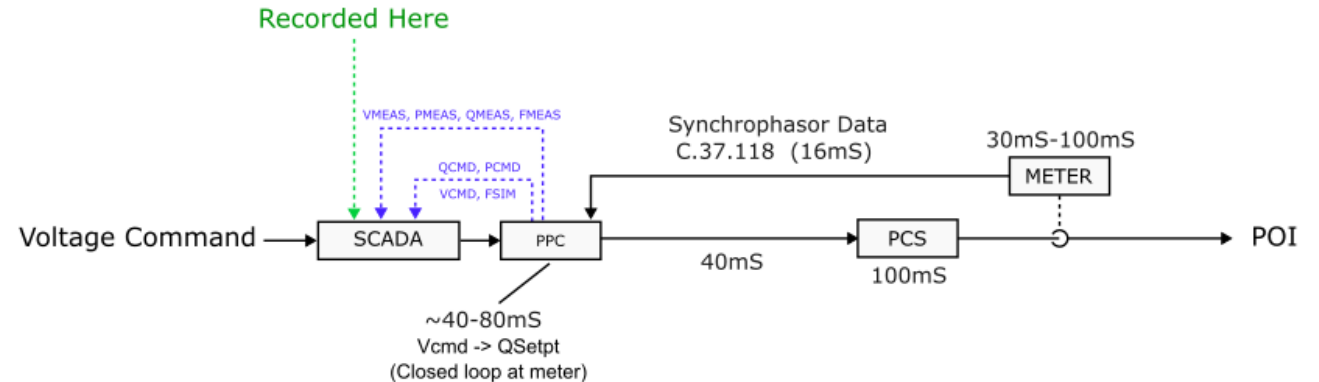 Recorded Here
VMEAS, PMEAS, QMEAS, FMEAS
Synchrophasor Data
C.37.118 (16mS)
30mS-100mS
QCMD, PCMD
METER
VCMD, FSIM
Voltage Command
SCADA
PPC
PCS
POI
40mS
100mS
~40-80mS
Vcmd -> QSetpt
(Closed loop at meter)